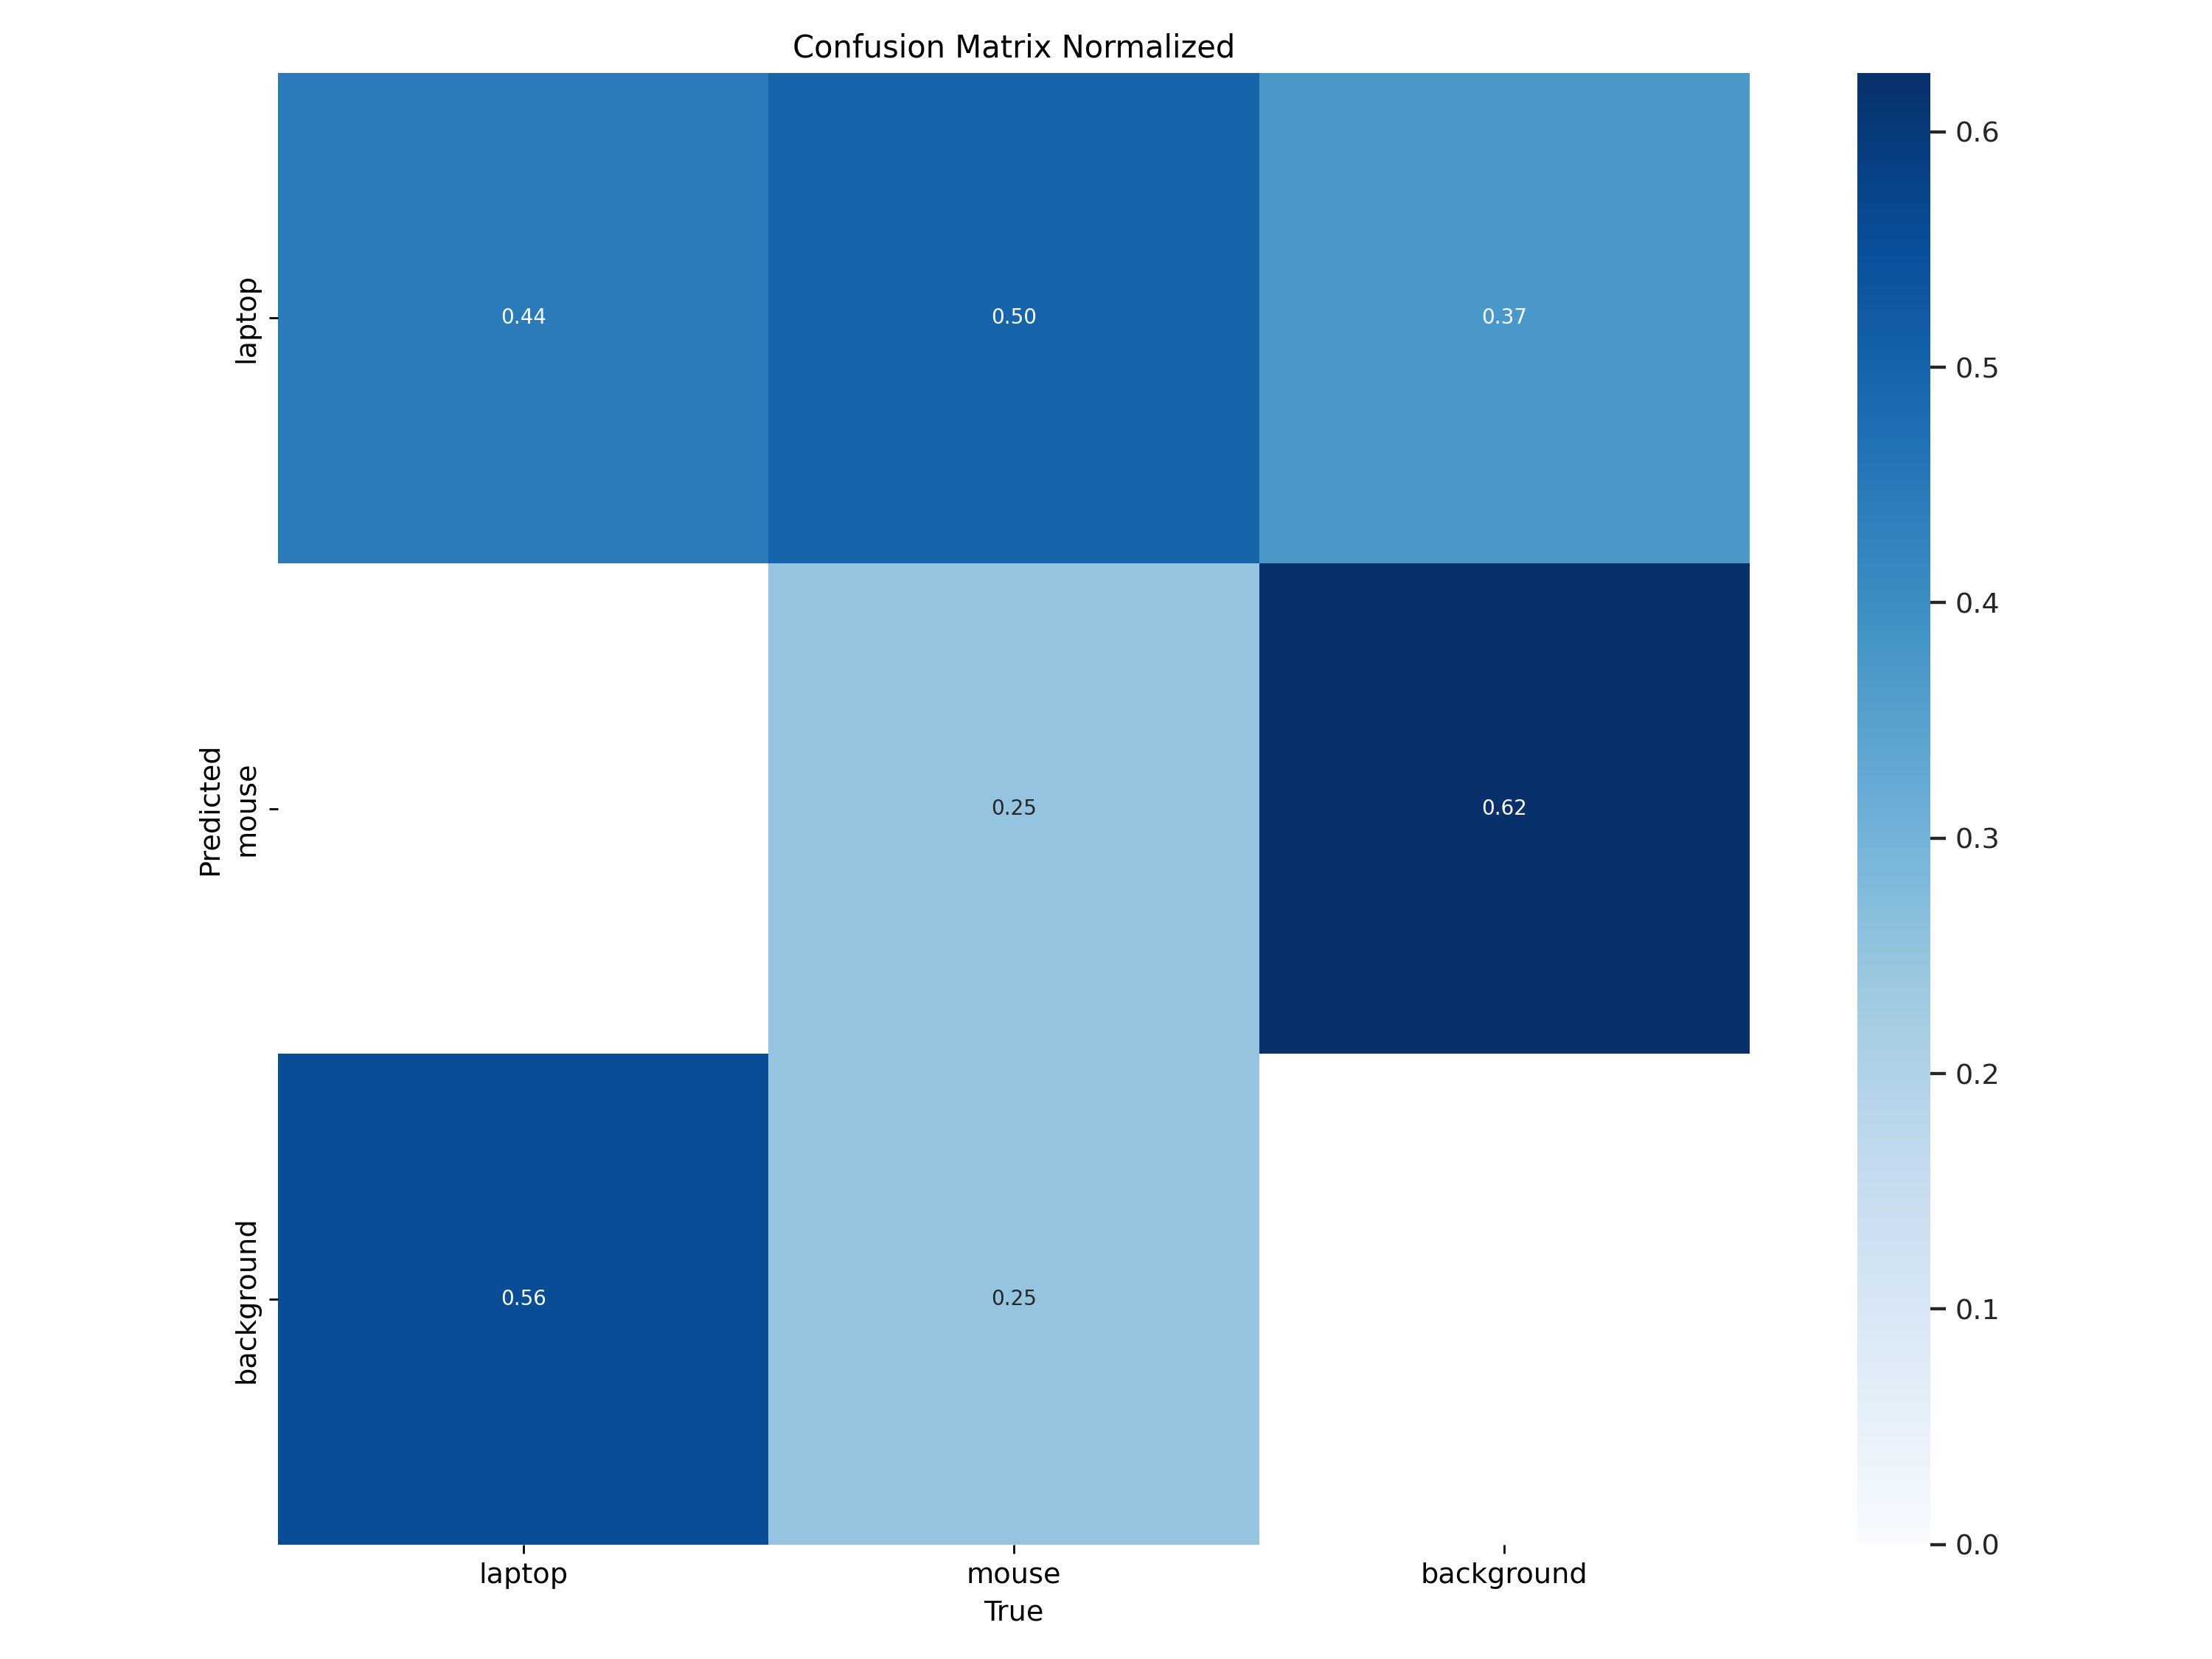 Confusion Matrix Normalized
laptop
mouse
background
Predicted
0.44
0.50
0.37
0.25
0.62
0.56
0.25
laptop
mouse
background
True
0.6
0.5
0.4
0.3
0.2
0.1
0.0